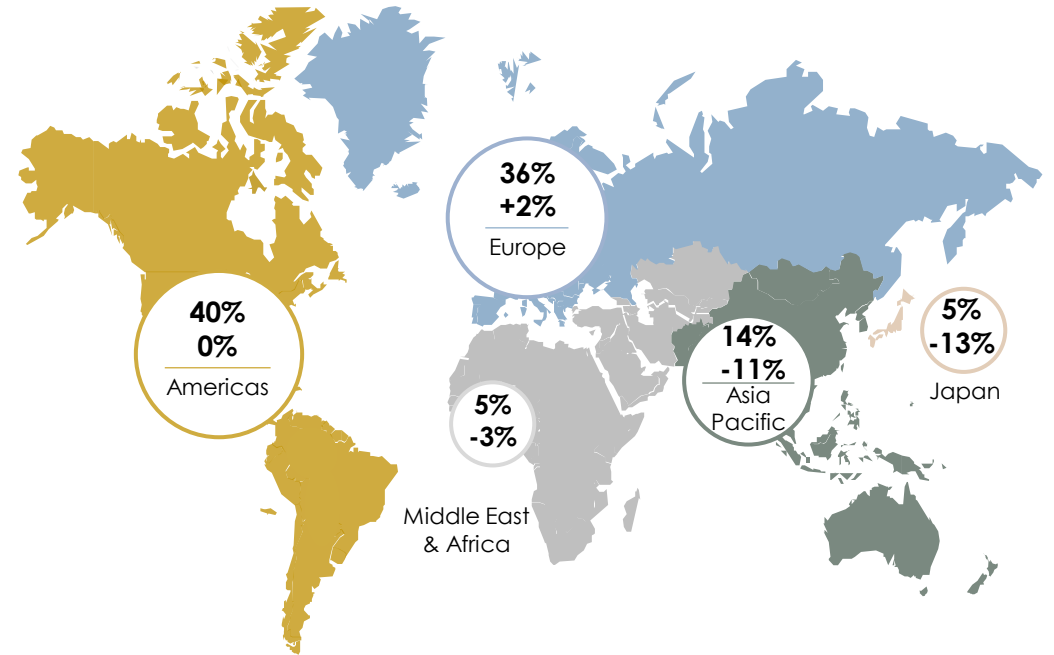 36%
+2%
Europe
40%
0%
Americas
5%
-3%
Middle East
& Africa
14%
-11%
Asia
Pacific
5%
-13%
Japan